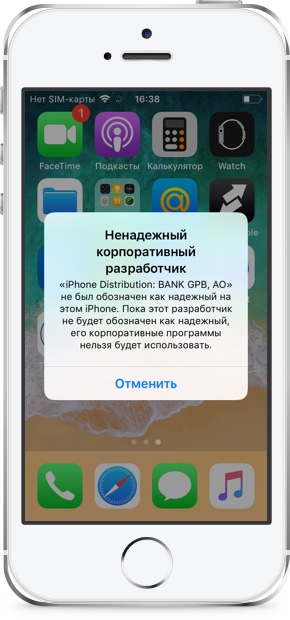 Нет SIM-карты 16:38
1
FaceTime Подкасты Калькулятор Watch
Ненадежный
корпоративный
разработчик
«iPhone Distribution: BANK GPB, AO»
не был обозначен как надежный на
этом iPhone. Пока этот разработчик
не будет обозначен как надежный,
его корпоративные программы
нельзя будет использовать.
Отменить